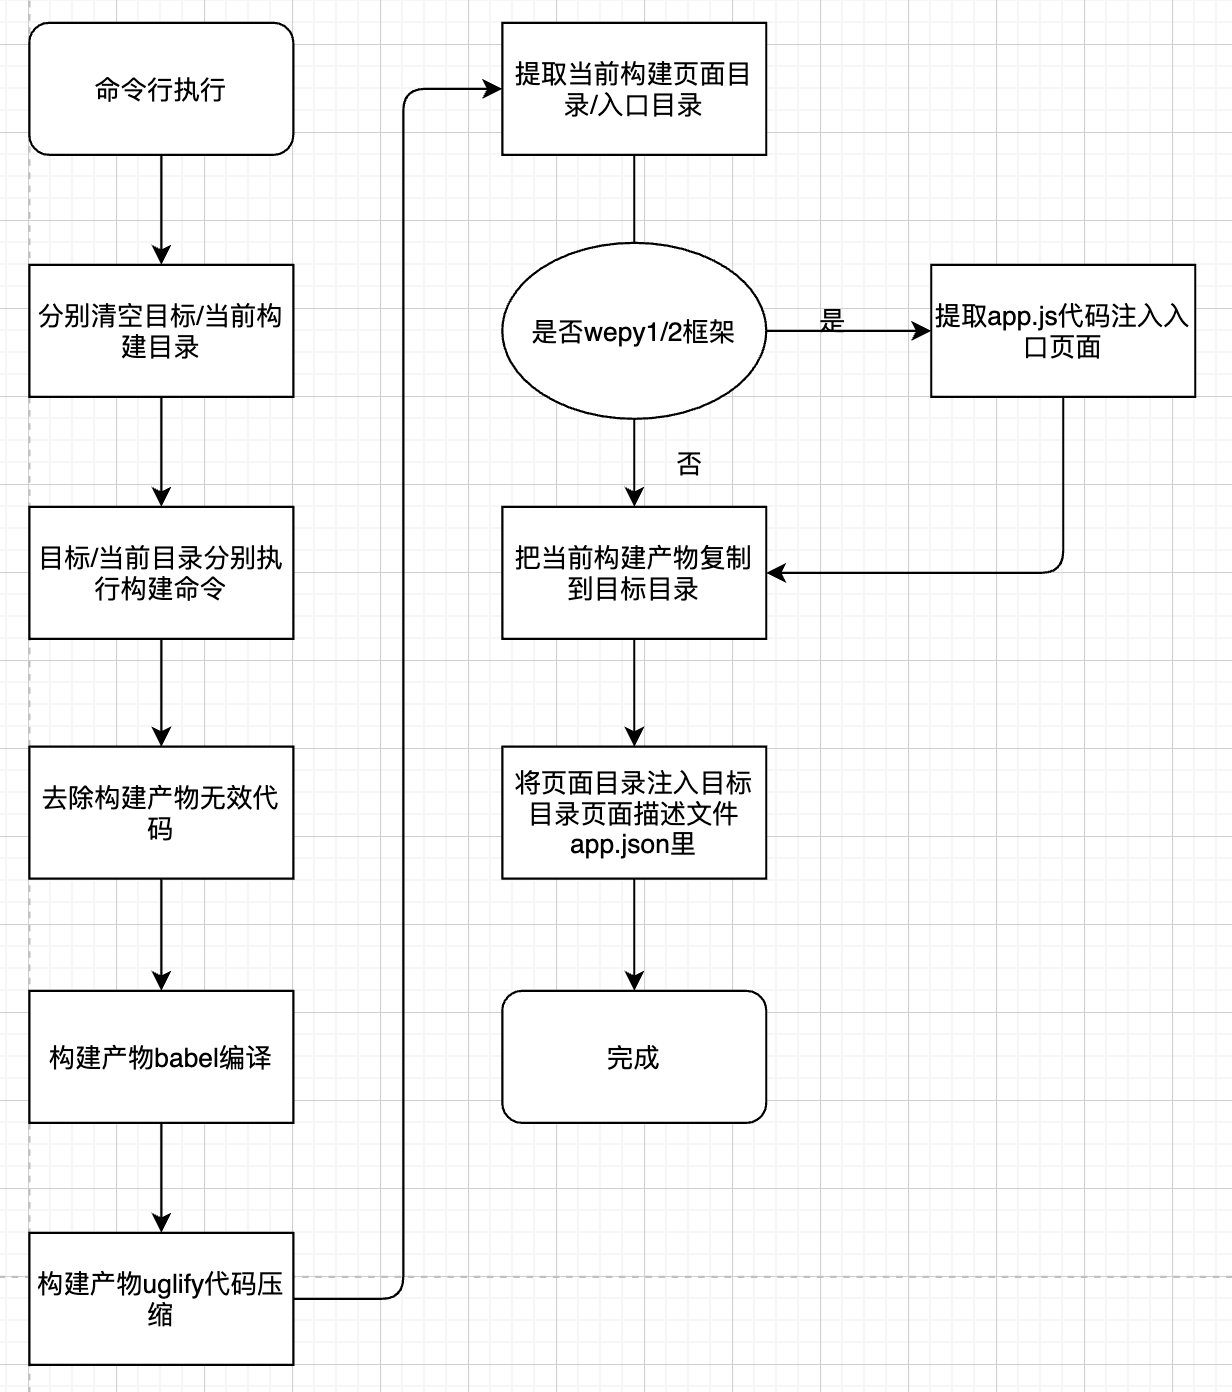 命令行执行
分别清空目标/当前构
建目录
目标/当前目录分别执
行构建命令
去除构建产物无效代
码
构建产物babel编译
构建产物uglify代码压
缩
提取当前构建页面目
录/入口目录
是否wepy1/2框架
是
提取app.js代码注入入
口页面
否
把当前构建产物复制
到目标目录
将页面目录注入目标
目录页面描述文件
app.json里
完成